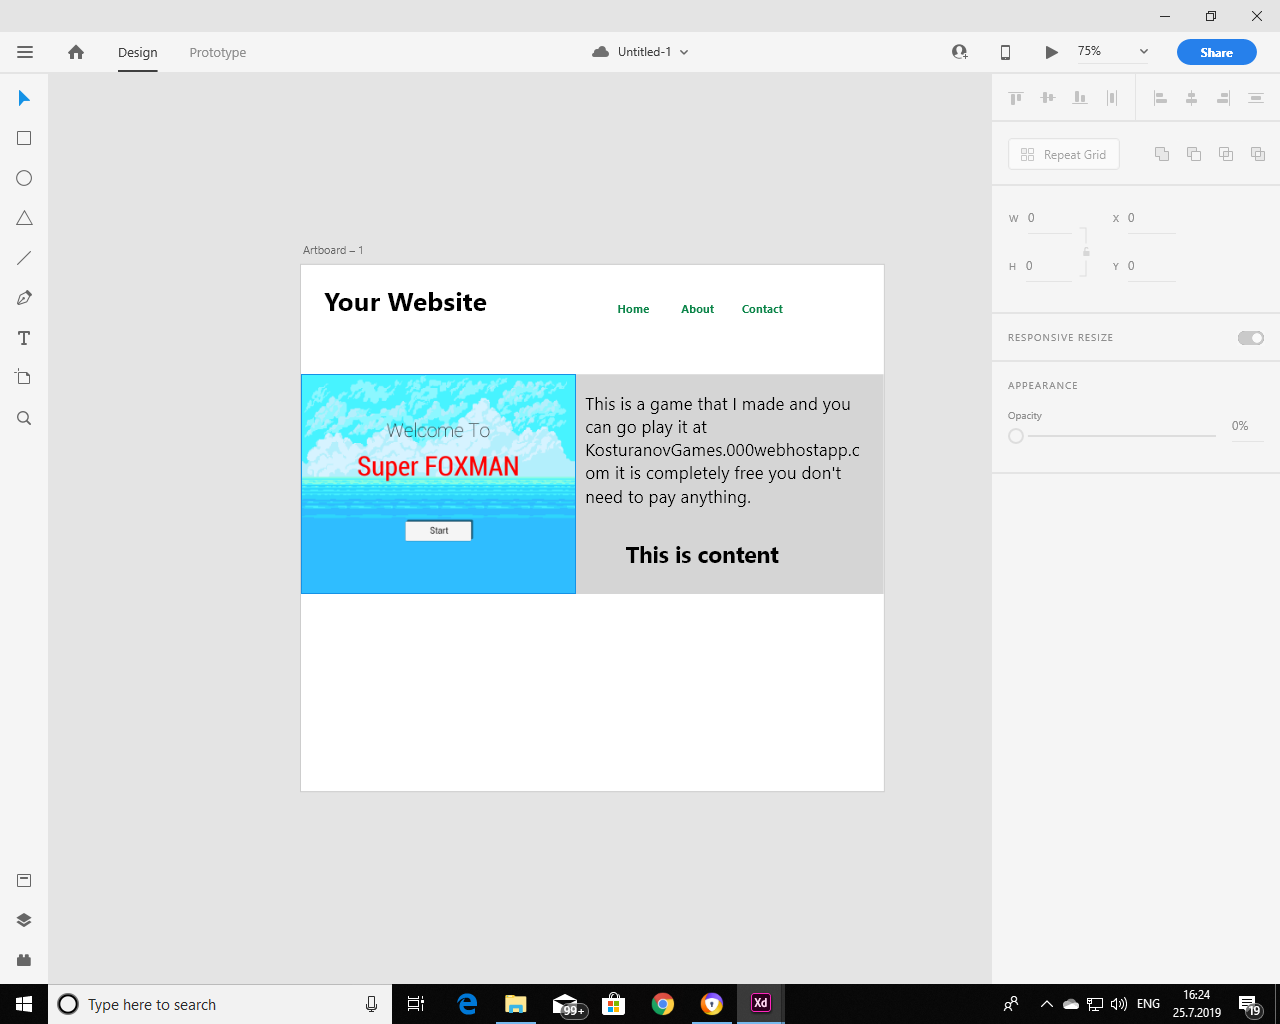 Design
Prototype
Untitled-1
75%
Share
Repeat Grid
W 0
X 0
H 0
Y 0
RESPONSIVE RESIZE
APPEARANCE
Opacity
0%
Artboard – 1
Your Website
Home
About
Contact
Welcome To
Super FOXMAN
Start
This is a game that I made and you
can go play it at
KosturanovGames.000webhostapp.c
om it is completely free you don't
need to pay anything.
This is content
Type here to search
99+
Xd
ENG
16:24
25.7.2019
19